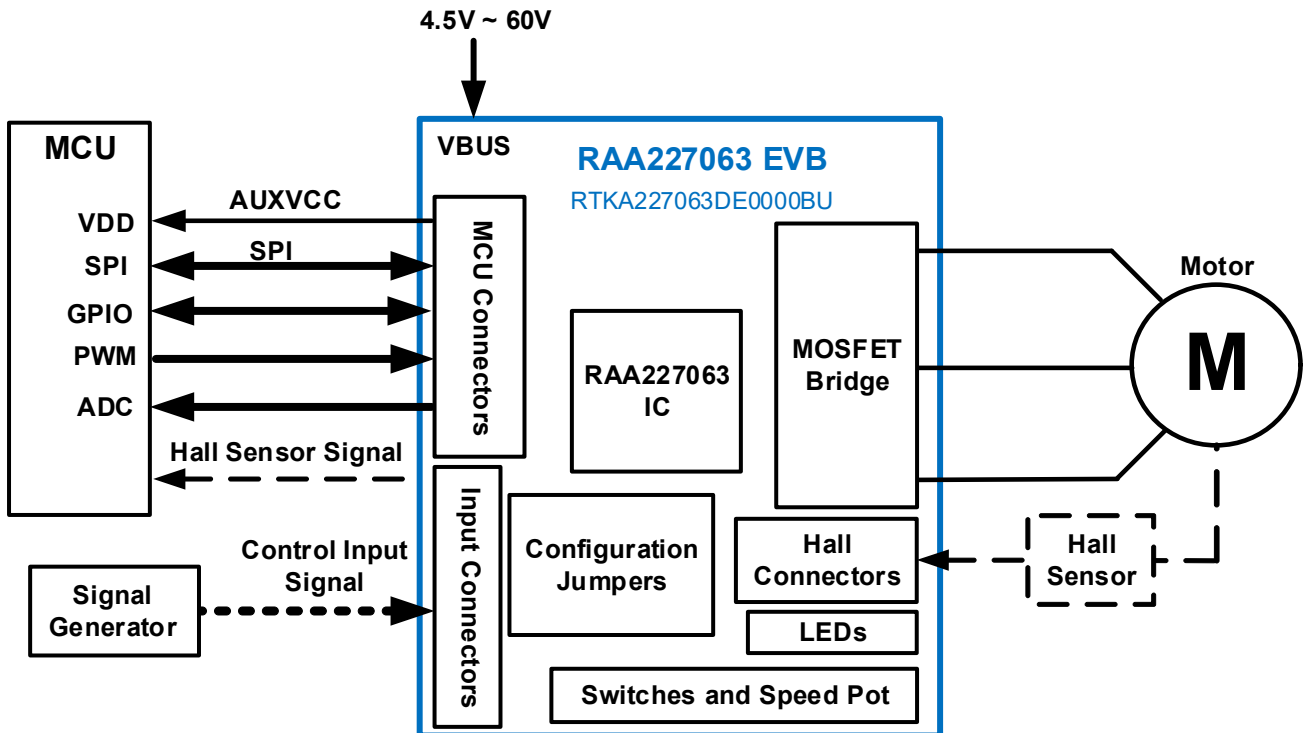 4.5V ~ 60V
MCU
VDD
SPI
GPIO
PWM
ADC
AUXVCC
SPI
Hall Sensor Signal
Control Input
Signal
Signal
Generator
VBUS
RAA227063 EVB
RTKA227063DE0000BU
MCU Connectors
Input Connectors
RAA227063
IC
Configuration
Jumpers
MOSFET
Bridge
Hall
Connectors
LEDs
Switches and Speed Pot
Motor
M
Hall
Sensor